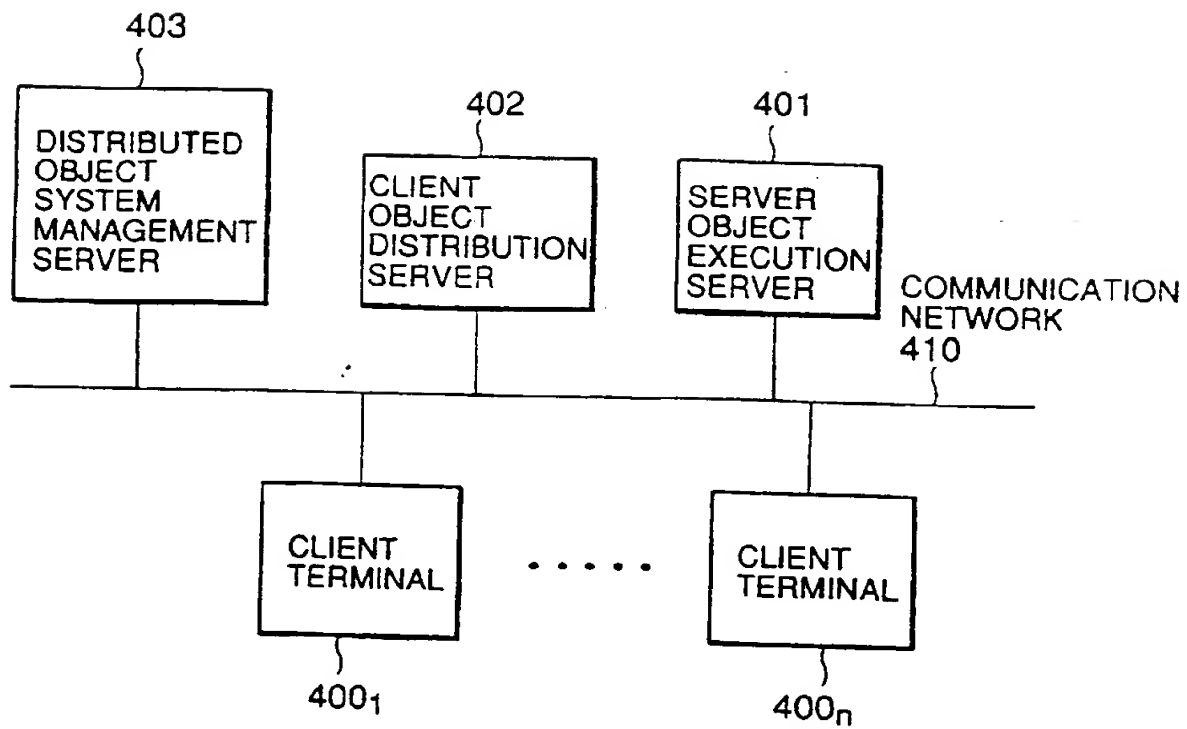 403
DISTRIBUTED
OBJECT
SYSTEM
MANAGEMENT
SERVER
402
CLIENT
OBJECT
DISTRIBUTION
SERVER
401
SERVER
OBJECT
EXECUTION
SERVER
COMMUNICATION
NETWORK
410
CLIENT
TERMINAL
400₁
CLIENT
TERMINAL
400ₙ